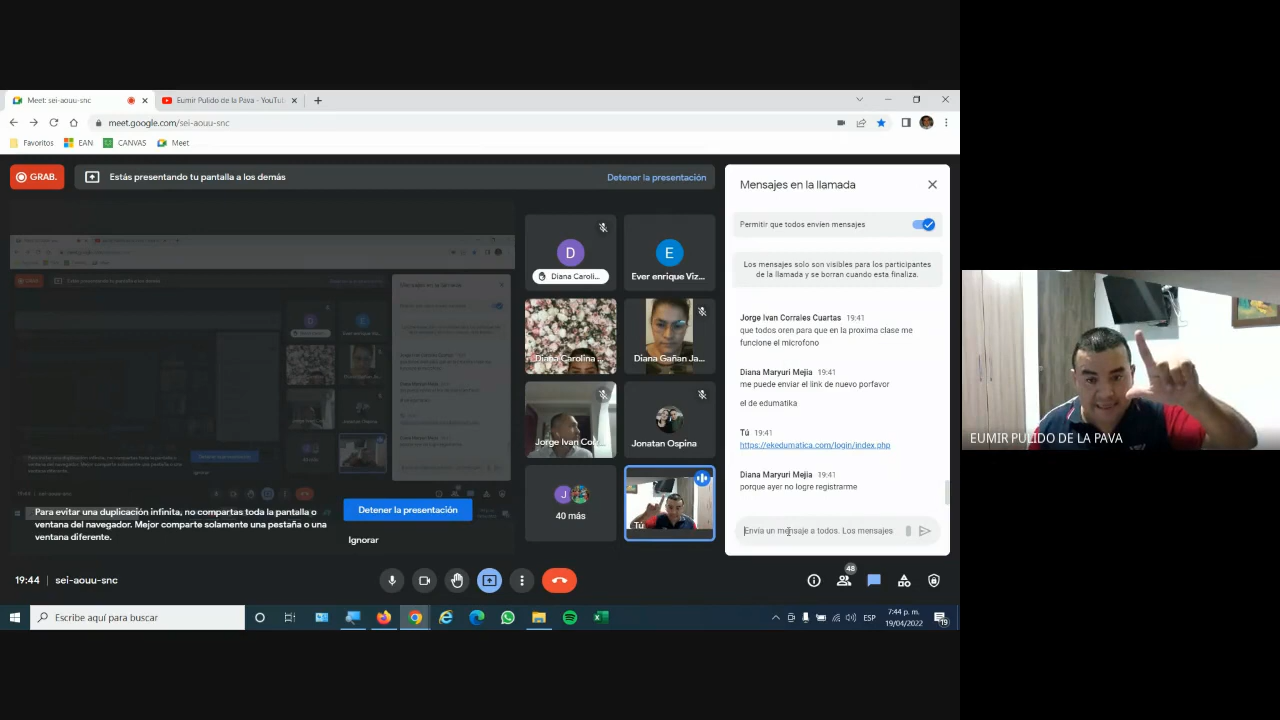 Meet: sei-aouu-snc
Eumir Pulido de la Pava - YouTu
meet.google.com/sei-aouu-snc
Favoritos EAN CANVAS Meet
GRAB. Estás presentando tu pantalla a los demás Detener la presentación
Diana Caroli...
Ever enrique Viz...
Diana Carolina
Diana Gañan Ja...
Jorge Ivan Corr
Jonatan Ospina
J
40 más
Tú
D
E
Para evitar una duplicación infinita, no compartas toda la pantalla o
ventana del navegador. Mejor comparte solamente una pestaña o una
ventana diferente.
Detener la presentación
Ignorar
Mensajes en la llamada
Permitir que todos envíen mensajes
Los mensajes solo son visibles para los participantes
de la llamada y se borran cuando esta finaliza.
Jorge Ivan Corrales Cuartas 19:41
que todos oren para que en la proxima clase me
funcione el microfono
Diana Maryuri Mejia 19:41
me puede enviar el link de nuevo porfavor
el de edumatika
Tú 19:41
https://ekedumatica.com/login/index.php
Diana Maryuri Mejia 19:41
porque ayer no logre registrarme
Envía un mensaje a todos. Los mensajes
19:44 sei-aouu-snc
48
Escribe aquí para buscar
ESP
7:44 p. m.
19/04/2022
19
EUMIR PULIDO DE LA PAVA